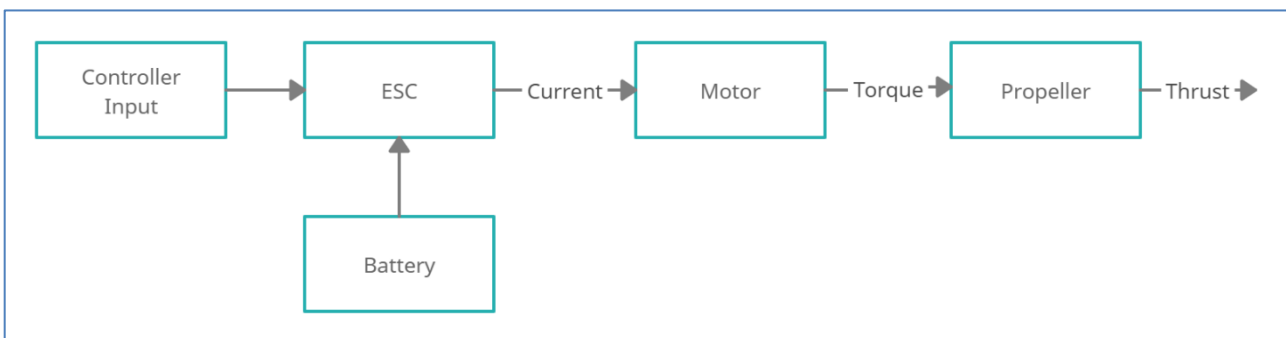 Controller
Input
ESC
Current
Motor
Torque
Propeller
Thrust
Battery